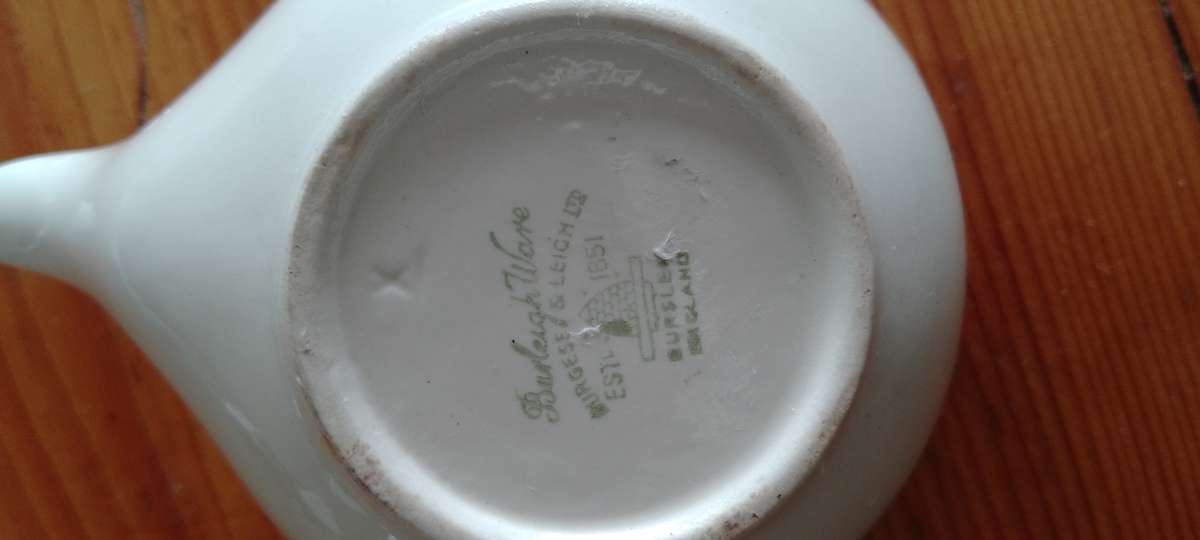 Burleigh Ware
BURGESS & LEIGH LTD
ESTD. 1851
BURSLEM
ENGLAND